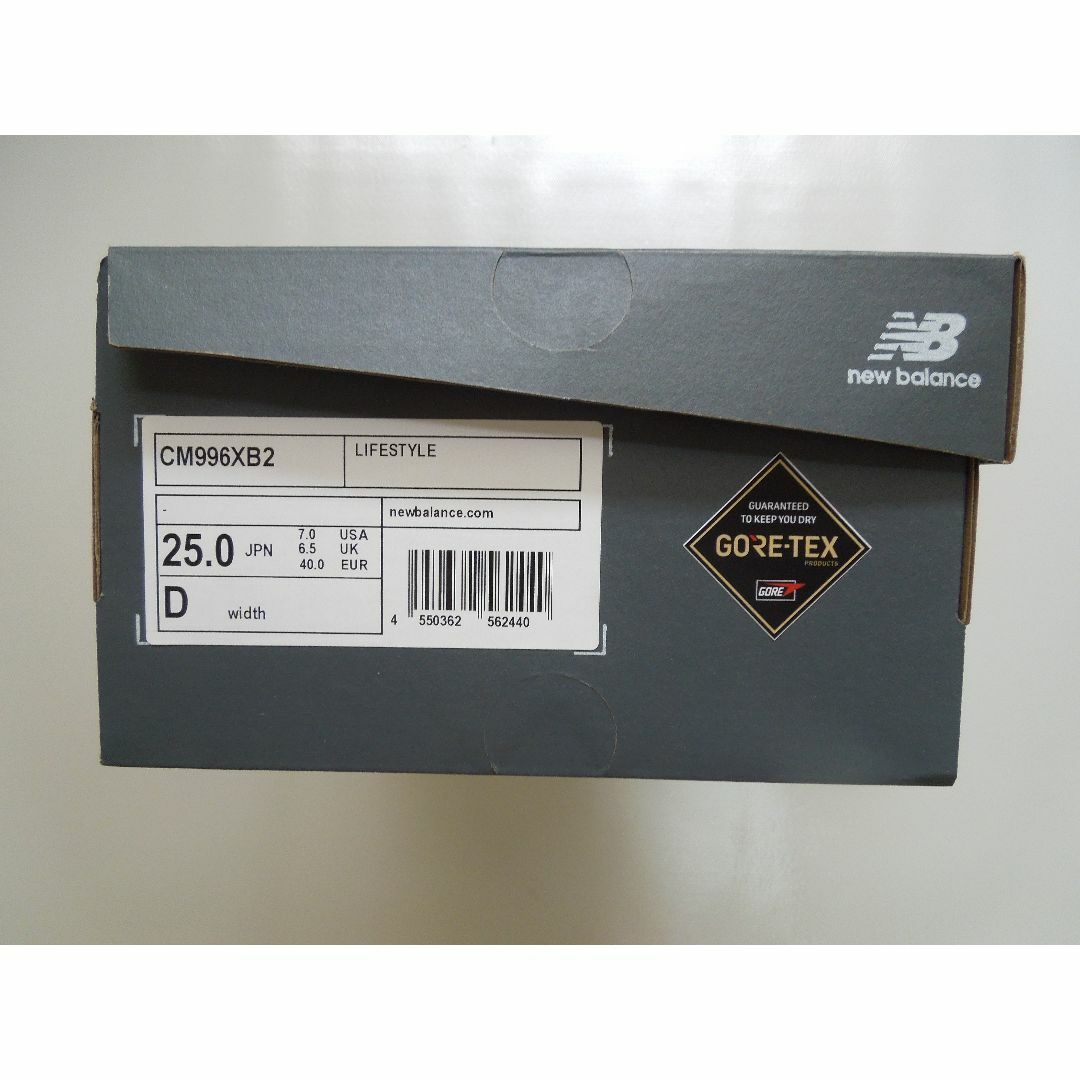 NB
new balance
CM996XB2
LIFESTYLE
-
newbalance.com
25.0 JPN
7.0 USA
6.5 UK
40.0 EUR
D width
4 550362 562440
GUARANTEED
TO KEEP YOU DRY
GORE-TEX
PRODUCTS
GORE